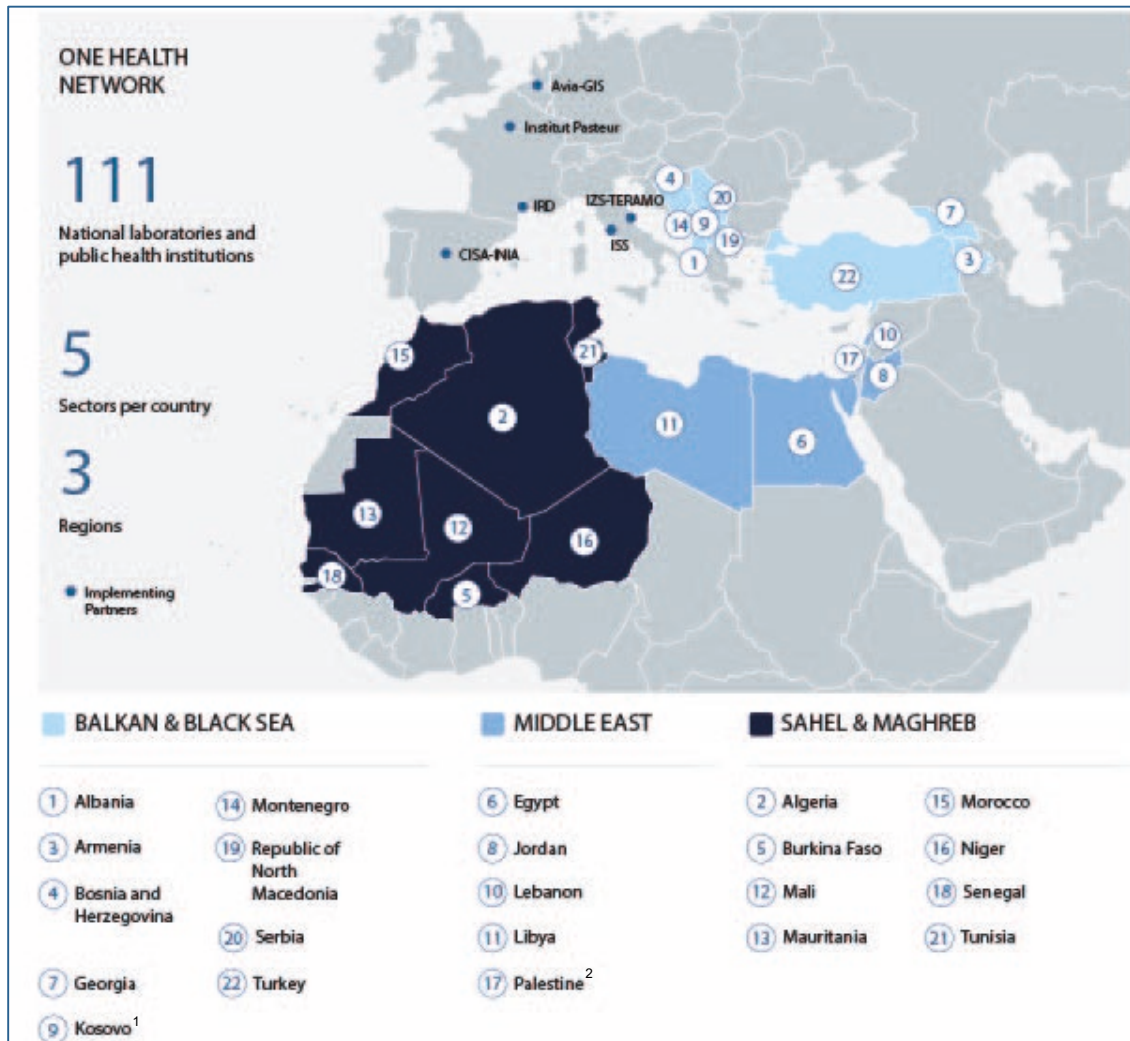 ONE HEALTH
NETWORK
111
National laboratories and
public health institutions
5
Sectors per country
3
Regions
Implementing
Partners
Avia-GIS
Institut Pasteur
IRD
IZS-TERAMO
ISS
CISA-INIA
4
20
14
9
19
1
7
3
22
10
17
8
15
21
2
11
6
13
12
16
18
5
BALKAN & BLACK SEA
1 Albania
3 Armenia
4 Bosnia and
Herzegovina
7 Georgia
9 Kosovo1
14 Montenegro
19 Republic of
North
Macedonia
20 Serbia
22 Turkey
MIDDLE EAST
6 Egypt
8 Jordan
10 Lebanon
11 Libya
17 Palestine2
SAHEL & MAGHREB
2 Algeria
5 Burkina Faso
12 Mali
13 Mauritania
15 Morocco
16 Niger
18 Senegal
21 Tunisia